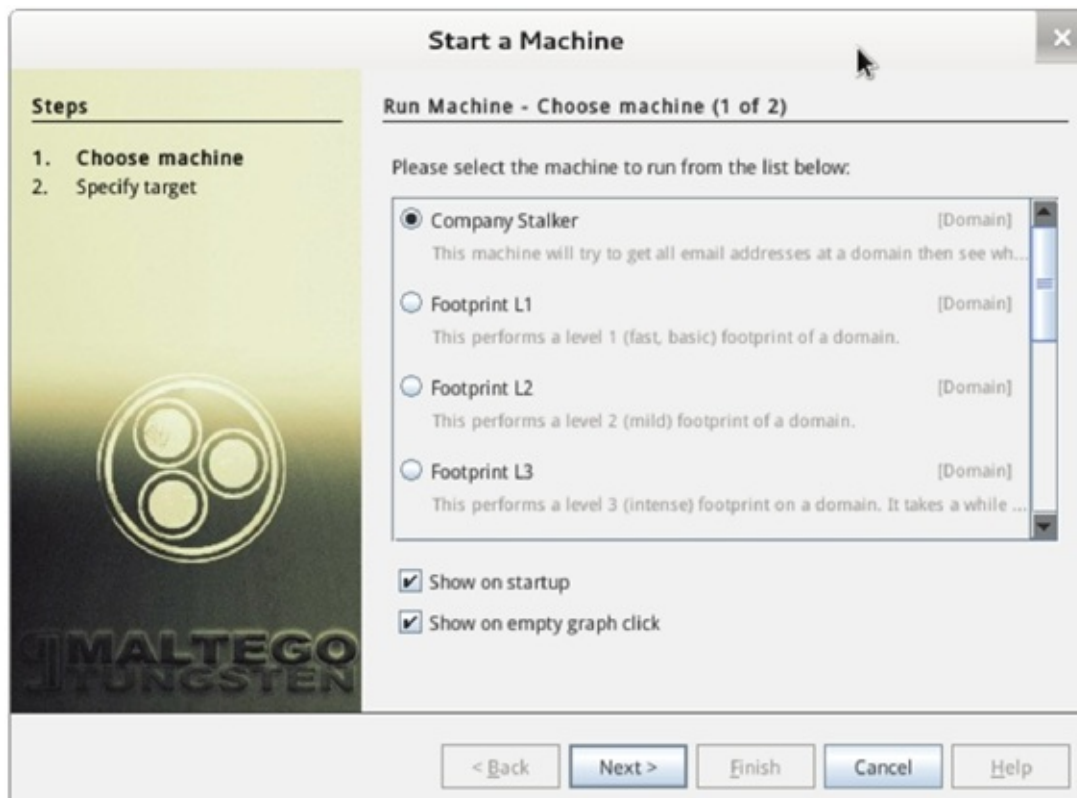 Start a Machine
Steps
1. Choose machine
2. Specify target
Run Machine - Choose machine (1 of 2)
Please select the machine to run from the list below:
Company Stalker [Domain]
This machine will try to get all email addresses at a domain then see wh...
Footprint L1 [Domain]
This performs a level 1 (fast, basic) footprint of a domain.
Footprint L2 [Domain]
This performs a level 2 (mild) footprint of a domain.
Footprint L3 [Domain]
This performs a level 3 (intense) footprint on a domain. It takes a while ...
Show on startup
Show on empty graph click
MALTEGO
TUNGSTEN
< Back Next > Finish Cancel Help